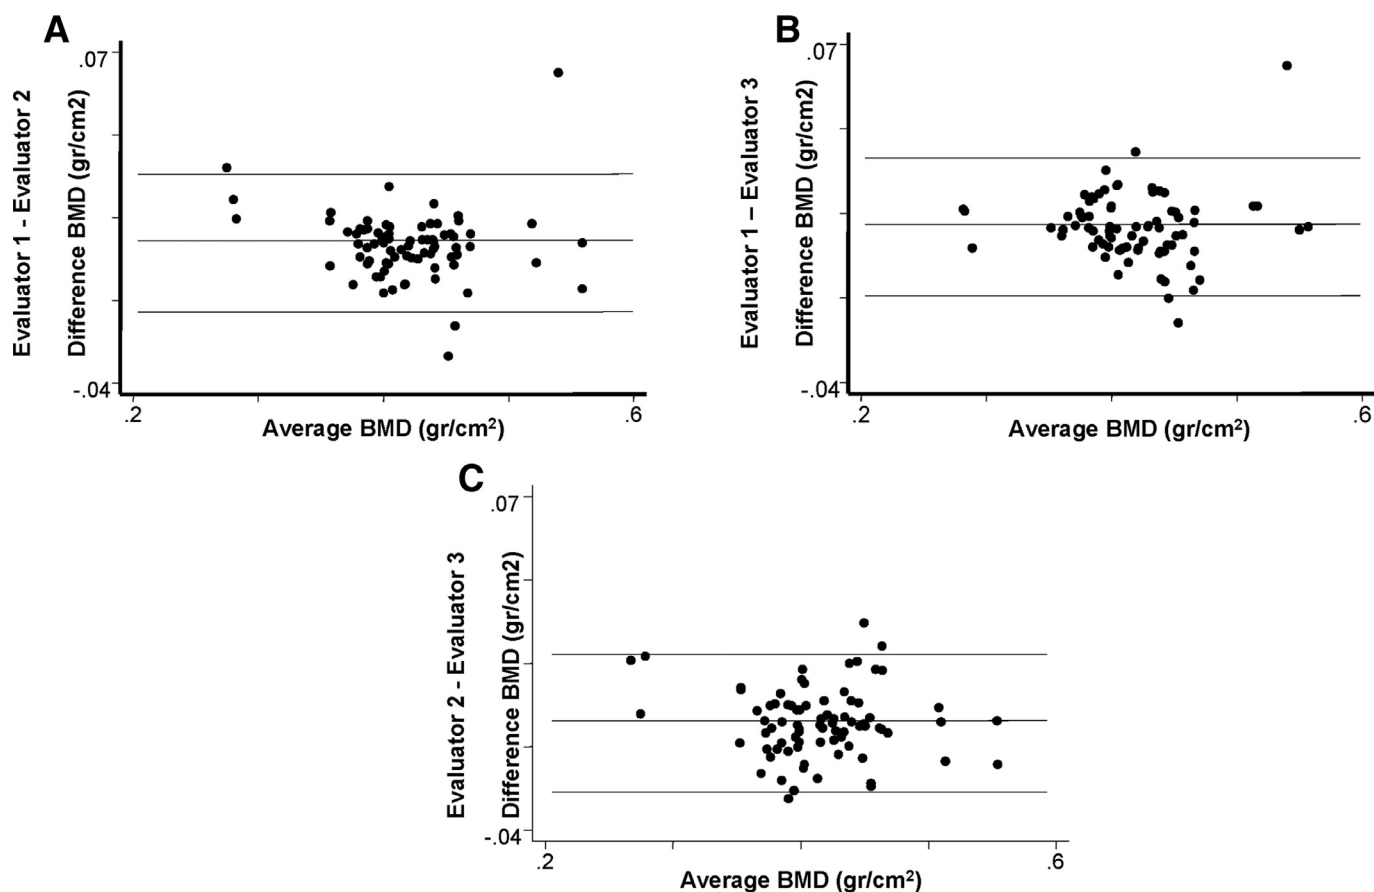 A
Evaluator 1 - Evaluator 2
Difference BMD (gr/cm2)
.07
-.04
.2
.6
Average BMD (gr/cm²)
B
Evaluator 1 – Evaluator 3
Difference BMD (gr/cm2)
.07
-.04
.2
.6
Average BMD (gr/cm²)
C
Evaluator 2 - Evaluator 3
Difference BMD (gr/cm2)
.07
-.04
.2
.6
Average BMD (gr/cm²)